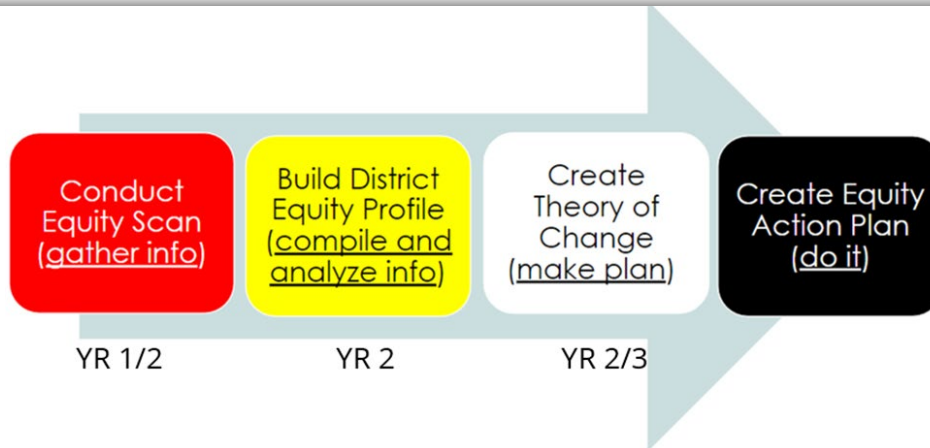 Conduct
Equity Scan
(gather info)
Build District
Equity Profile
(compile and
analyze info)
Create
Theory of
Change
(make plan)
Create Equity
Action Plan
(do it)
YR 1/2
YR 2
YR 2/3